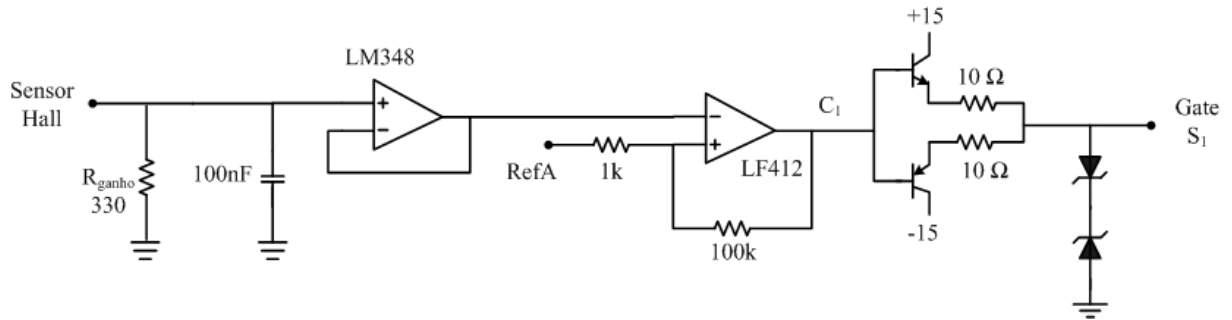 Sensor
Hall
R_ganho
330
100nF
LM348
+
−
RefA
1k
−
+
LF412
100k
C₁
+15
10 Ω
10 Ω
-15
Gate
S₁